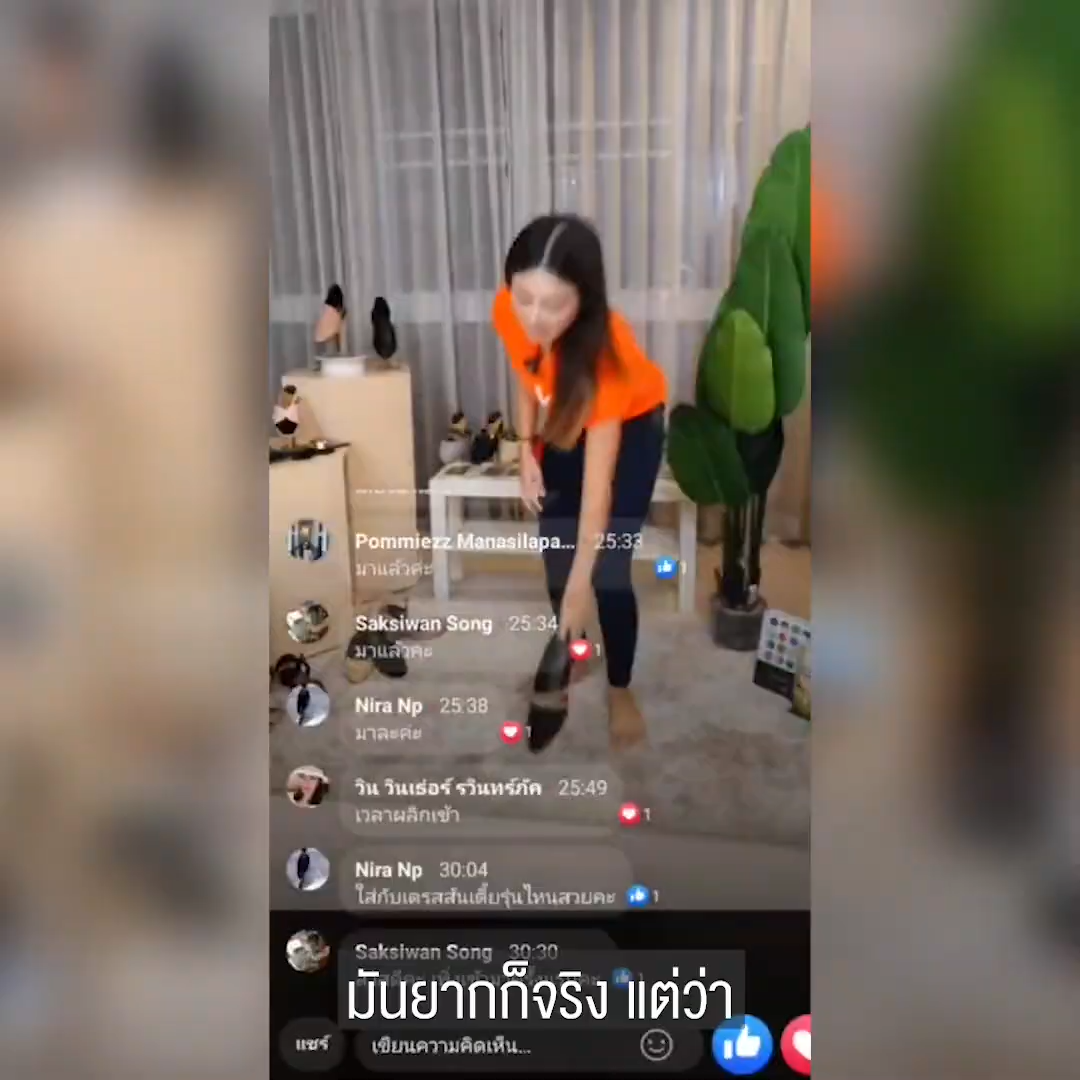 Pommiezz Manasilapa... 25:33
มาแล้วค่ะ
1
Saksiwan Song 25:34
มาแล้วคะ
1
Nira Np 25:38
มาละค่ะ
1
วิน วินเธ่อร์ รวินทร์ภัค 25:49
เวลาผลิกเข้า
1
Nira Np 30:04
ใส่กับเดรสสั้นเตี้ยรุ่นไหนสวยคะ
1
Saksiwan Song 30:30
มันยากก็จริง แต่ว่า
แชร์
เขียนความคิดเห็น...